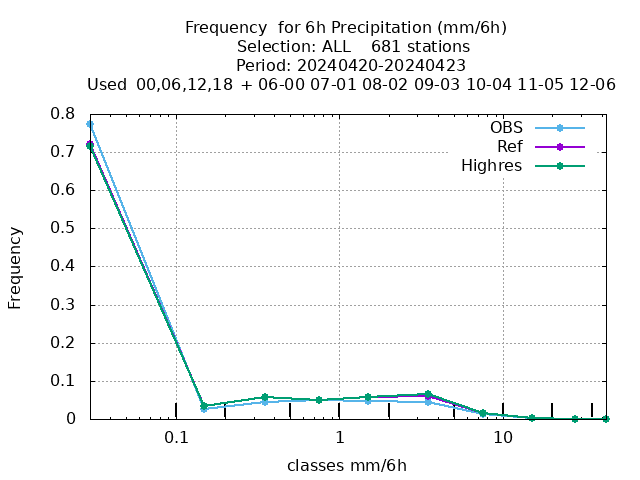 Frequency  for 6h Precipitation (mm/6h)
Selection: ALL    681 stations
Period: 20240420-20240423
Used  00,06,12,18  + 06-00 07-01 08-02 09-03 10-04 11-05 12-06
0.8
OBS
Ref
0.7
Highres
0.6
0.5
Frequency
0.4
0.3
0.2
0.1
0
0.1
1
10
classes mm/6h